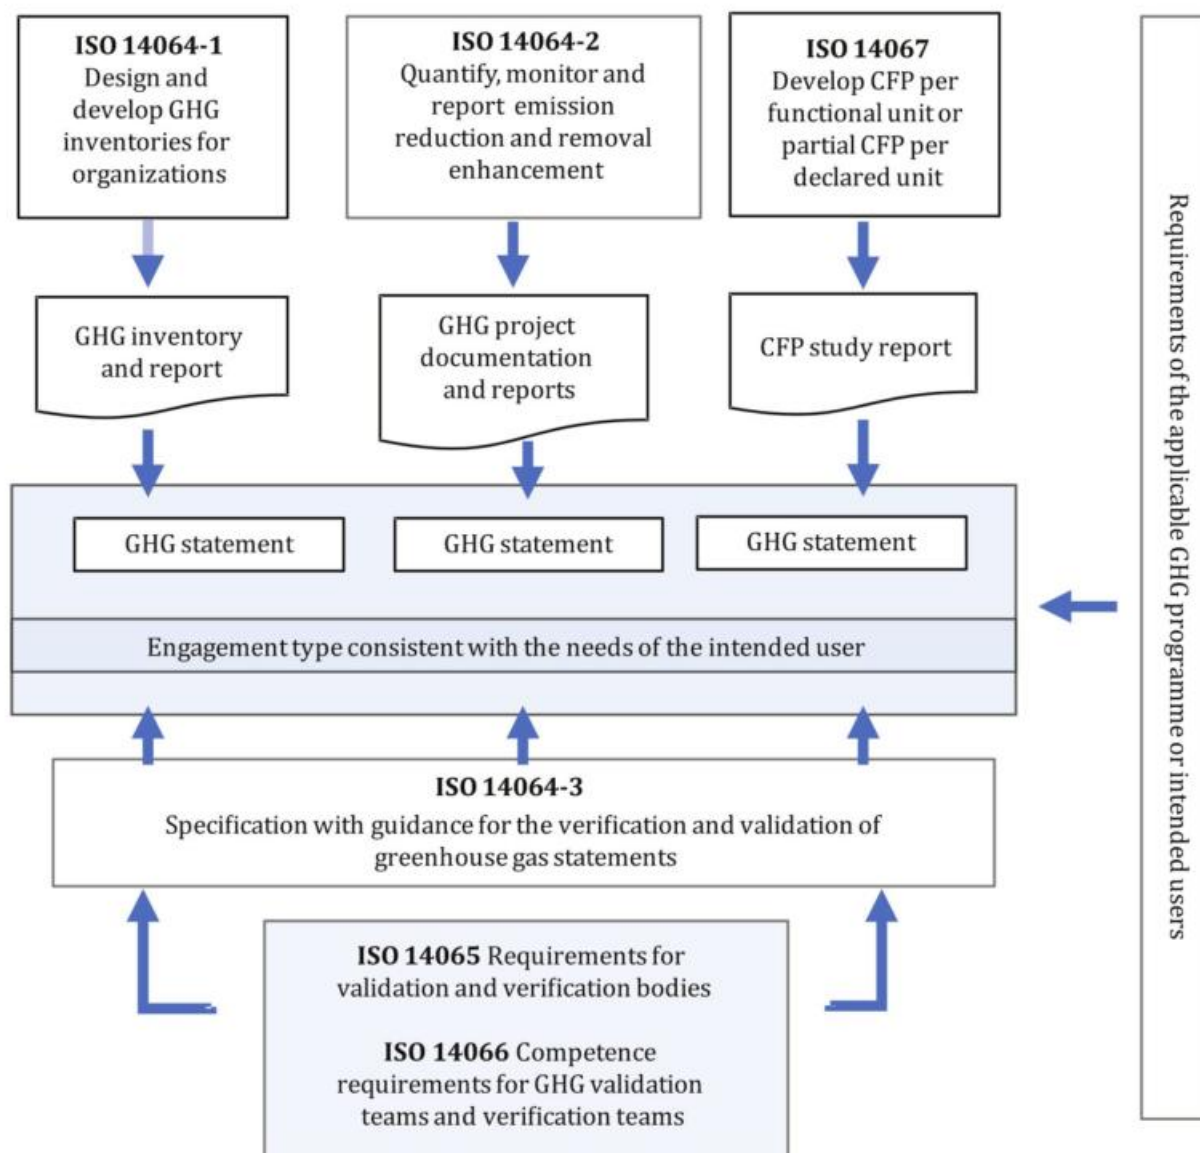 ISO 14064-1
Design and
develop GHG
inventories for
organizations
ISO 14064-2
Quantify, monitor and
report emission
reduction and removal
enhancement
ISO 14067
Develop CFP per
functional unit or
partial CFP per
declared unit
GHG inventory
and report
GHG project
documentation
and reports
CFP study report
GHG statement
GHG statement
GHG statement
Engagement type consistent with the needs of the intended user
ISO 14064-3
Specification with guidance for the verification and validation of
greenhouse gas statements
ISO 14065 Requirements for
validation and verification bodies
ISO 14066 Competence
requirements for GHG validation
teams and verification teams
Requirements of the applicable GHG programme or intended users